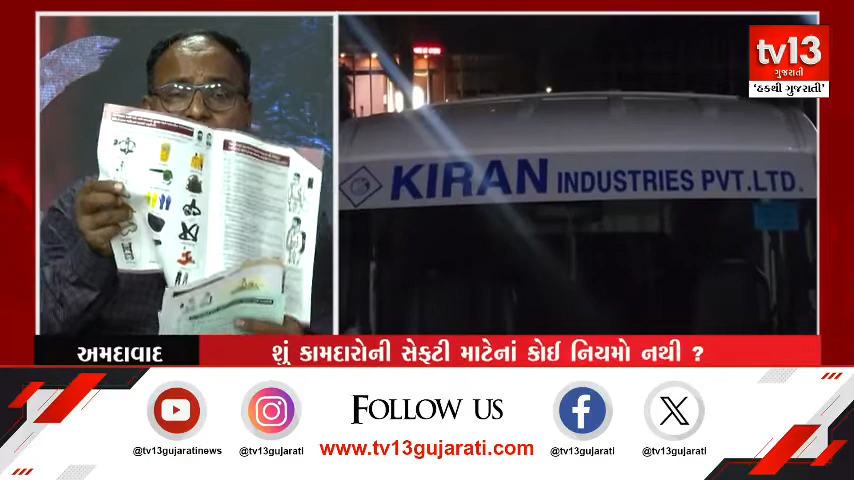 tv13
ગુજરાતી
'હકથી ગુજરાતી'
KIRAN INDUSTRIES PVT.LTD.
અમદાવાદ
શું કામદારોની સેફ્ટી માટેનાં કોઈ નિયમો નથી ?
FOLLOW US
@tv13gujaratinews
@tv13gujarati
www.tv13gujarati.com
@tv13gujarati
@tv13gujarati